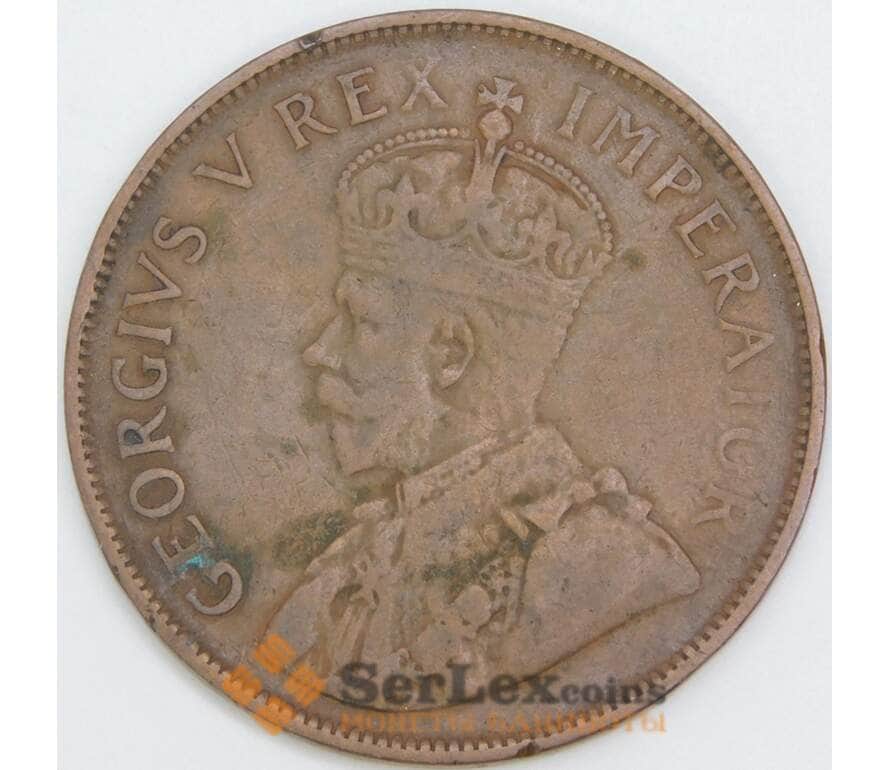 GEORGIVS V REX IMPERATOR
SerLexcoins
МОНЕТЫ БАНКНОТЫ